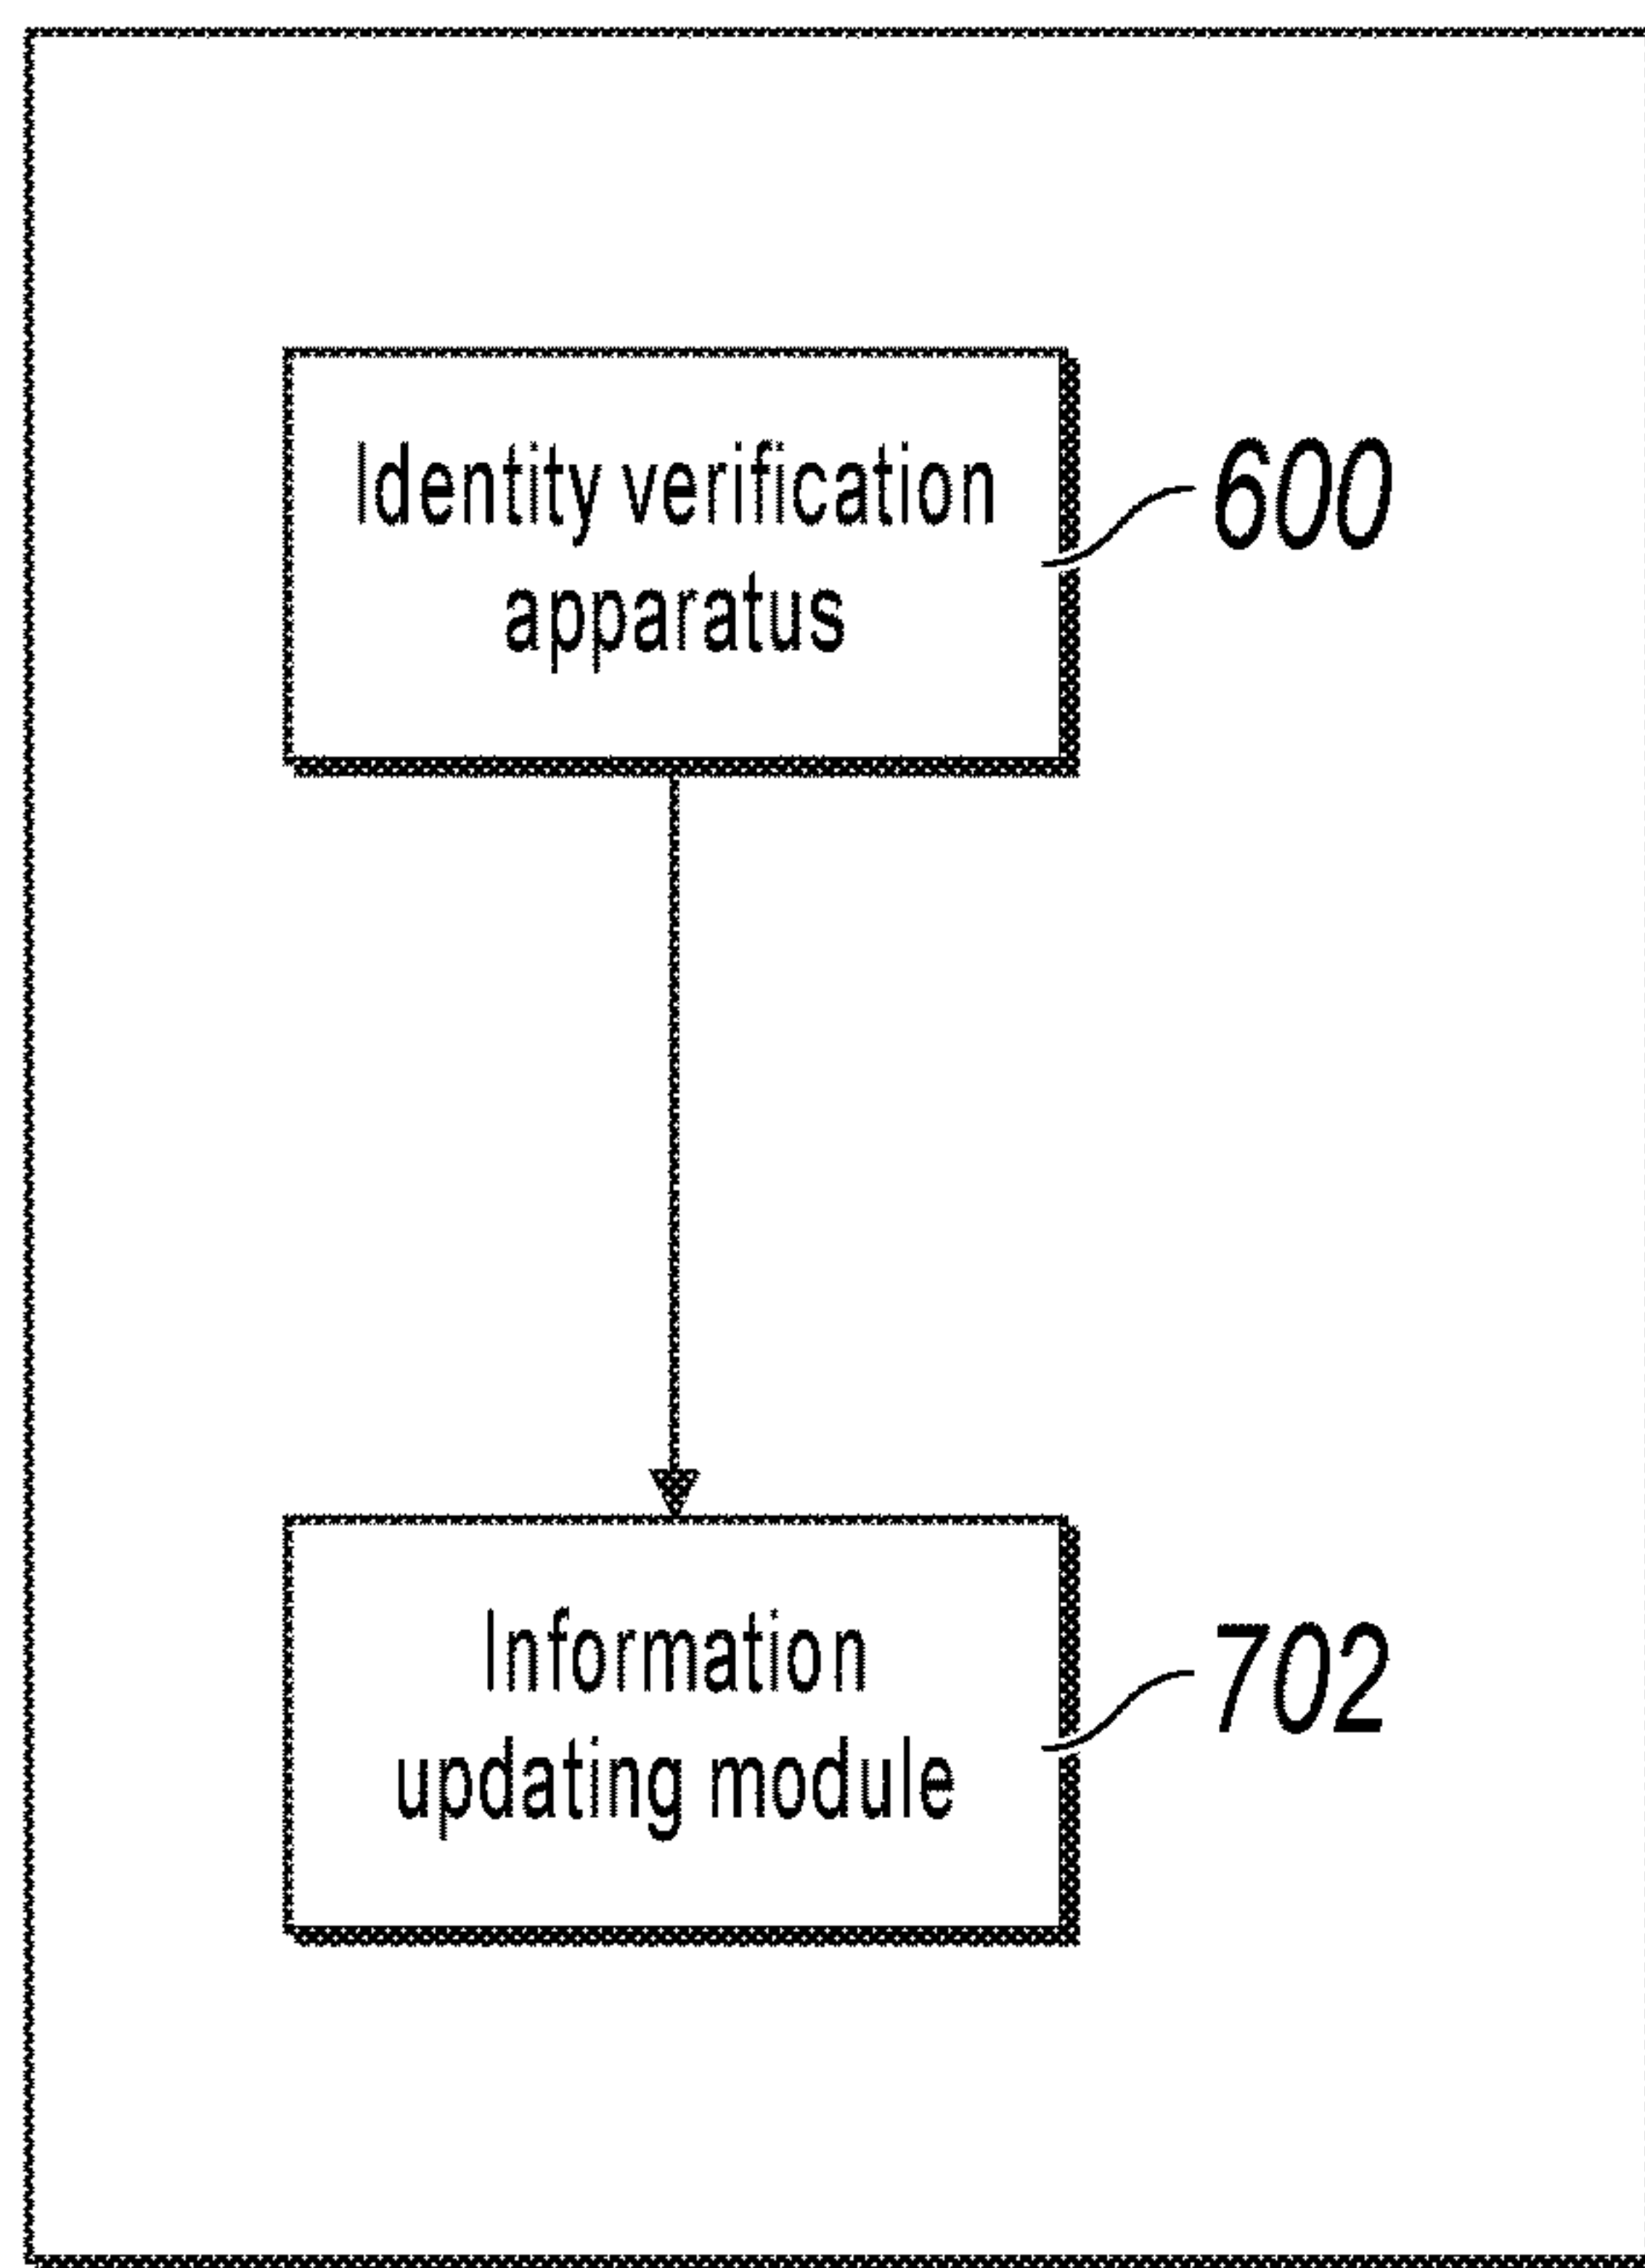 Identity verification
apparatus
600
Information
updating module
702